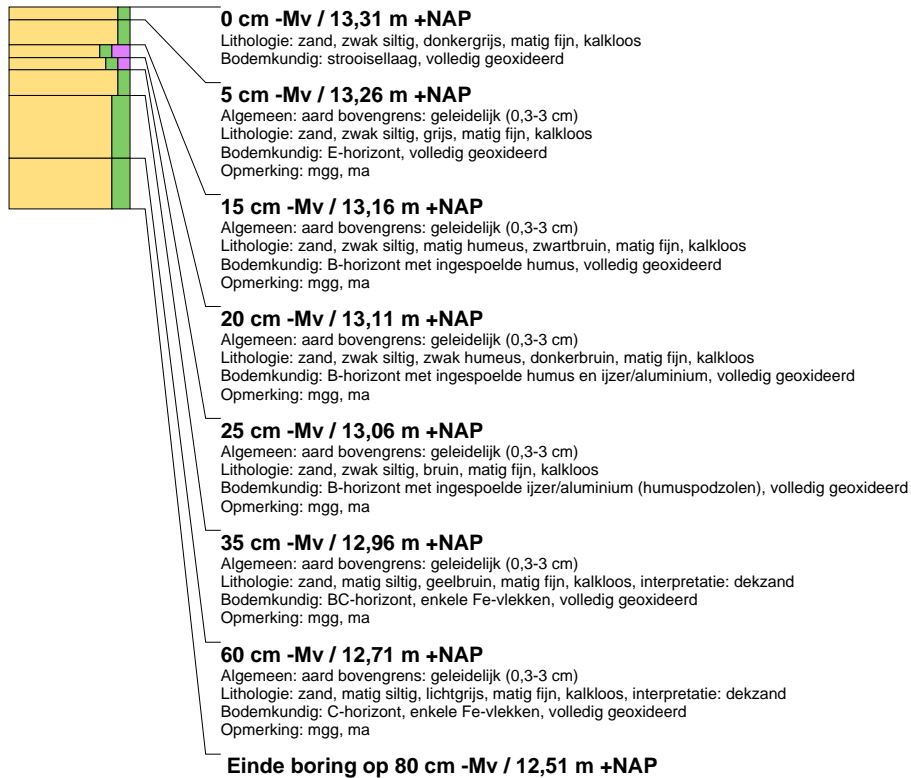 0 cm -Mv / 13,31 m +NAP
Lithologie: zand, zwak siltig, donkergrijs, matig fijn, kalkloos
Bodemkundig: strooisellaag, volledig geoxideerd
5 cm -Mv / 13,26 m +NAP
Algemeen: aard bovengrens: geleidelijk (0,3-3 cm)
Lithologie: zand, zwak siltig, grijs, matig fijn, kalkloos
Bodemkundig: E-horizont, volledig geoxideerd
Opmerking: mgg, ma
15 cm -Mv / 13,16 m +NAP
Algemeen: aard bovengrens: geleidelijk (0,3-3 cm)
Lithologie: zand, zwak siltig, matig humeus, zwartbruin, matig fijn, kalkloos
Bodemkundig: B-horizont met ingespoelde humus, volledig geoxideerd
Opmerking: mgg, ma
20 cm -Mv / 13,11 m +NAP
Algemeen: aard bovengrens: geleidelijk (0,3-3 cm)
Lithologie: zand, zwak siltig, zwak humeus, donkerbruin, matig fijn, kalkloos
Bodemkundig: B-horizont met ingespoelde humus en ijzer/aluminium, volledig geoxideerd
Opmerking: mgg, ma
25 cm -Mv / 13,06 m +NAP
Algemeen: aard bovengrens: geleidelijk (0,3-3 cm)
Lithologie: zand, zwak siltig, bruin, matig fijn, kalkloos
Bodemkundig: B-horizont met ingespoelde ijzer/aluminium (humuspodzolen), volledig geoxideerd
Opmerking: mgg, ma
35 cm -Mv / 12,96 m +NAP
Algemeen: aard bovengrens: geleidelijk (0,3-3 cm)
Lithologie: zand, matig siltig, geelbruin, matig fijn, kalkloos, interpretatie: dekzand
Bodemkundig: BC-horizont, enkele Fe-vlekken, volledig geoxideerd
Opmerking: mgg, ma
60 cm -Mv / 12,71 m +NAP
Algemeen: aard bovengrens: geleidelijk (0,3-3 cm)
Lithologie: zand, matig siltig, lichtgrijs, matig fijn, kalkloos, interpretatie: dekzand
Bodemkundig: C-horizont, enkele Fe-vlekken, volledig geoxideerd
Opmerking: mgg, ma
Einde boring op 80 cm -Mv / 12,51 m +NAP